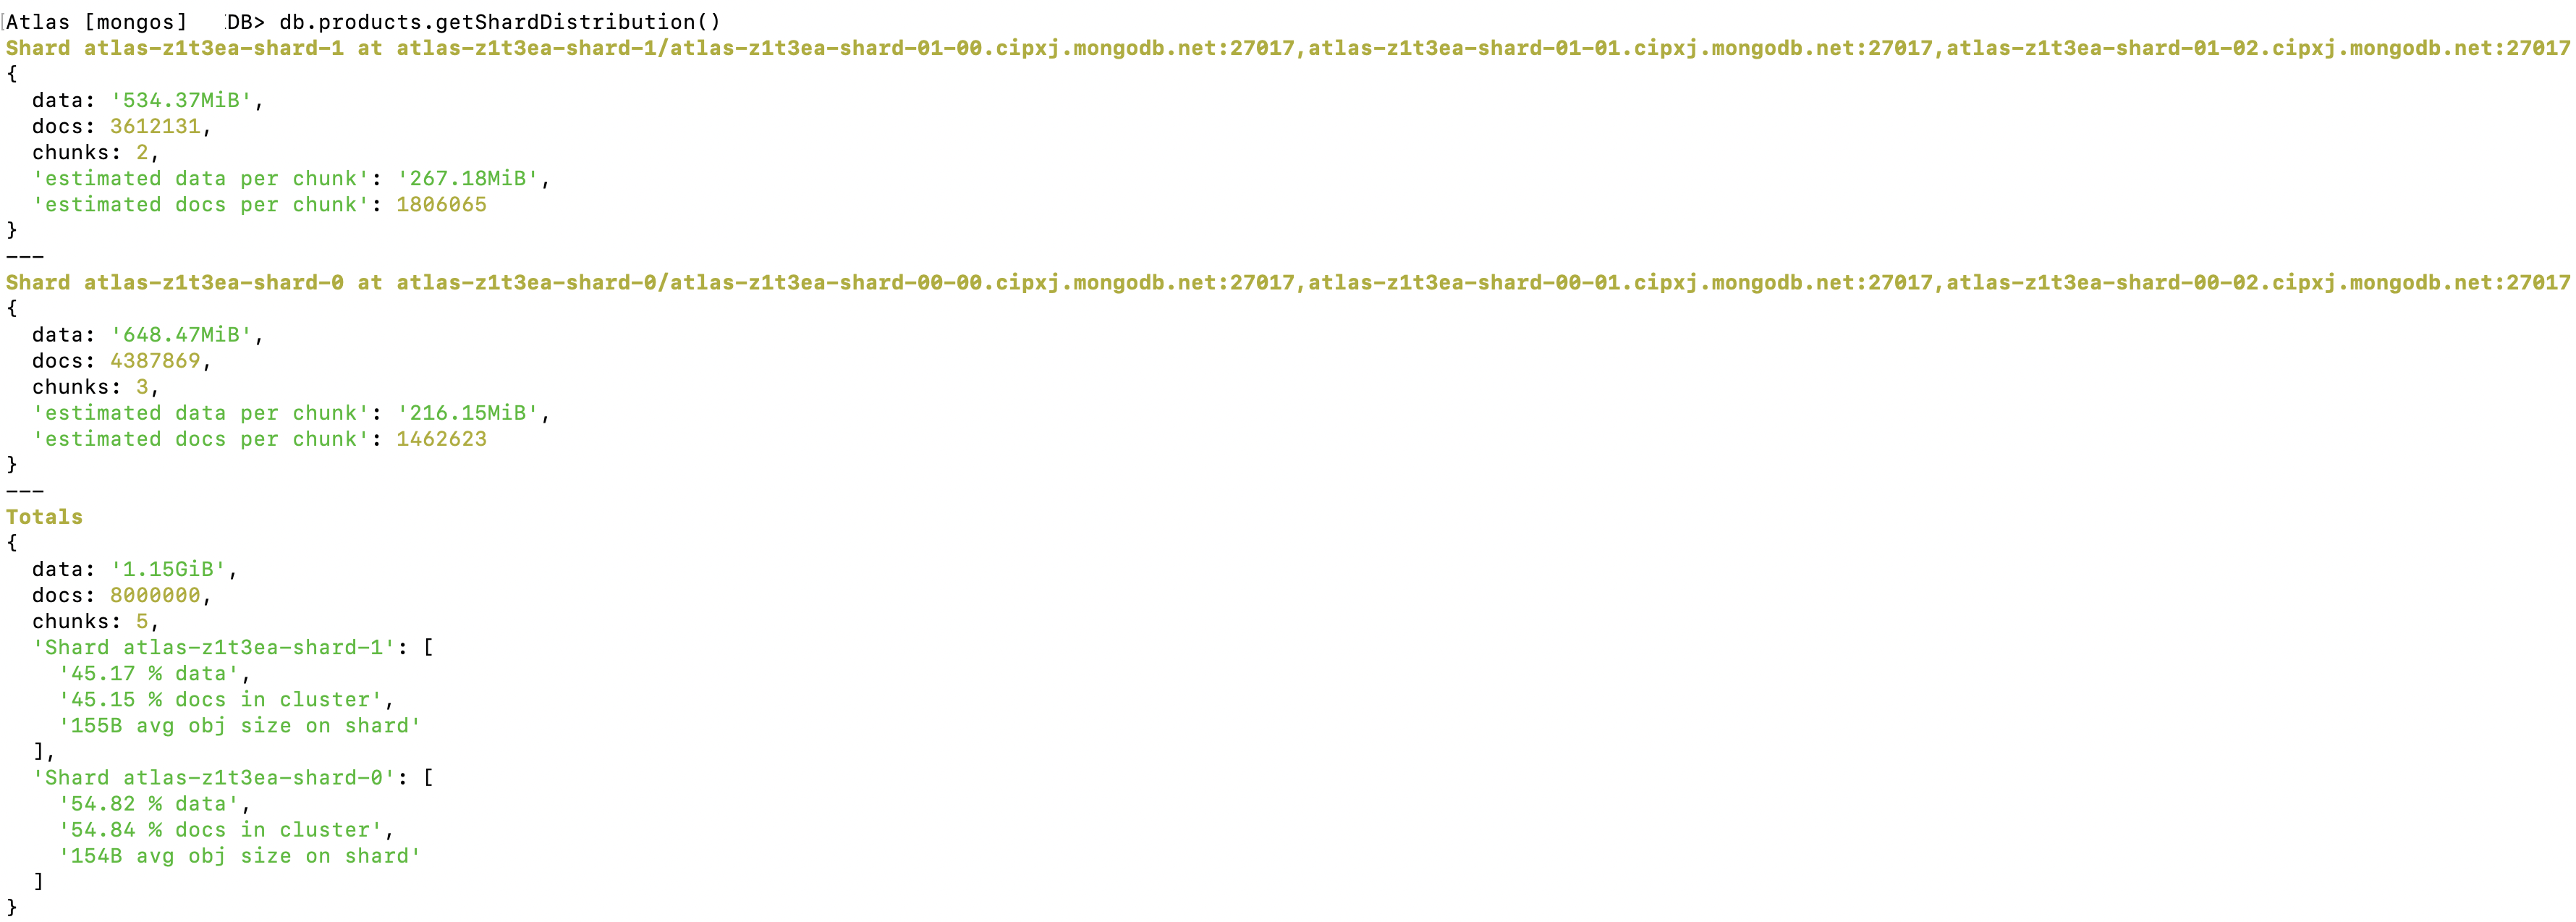 Atlas [mongos] DB> db.products.getShardDistribution()
Shard atlas-z1t3ea-shard-1 at atlas-z1t3ea-shard-1/atlas-z1t3ea-shard-01-00.cipxj.mongodb.net:27017,atlas-z1t3ea-shard-01-01.cipxj.mongodb.net:27017,atlas-z1t3ea-shard-01-02.cipxj.mongodb.net:27017
{
  data: '534.37MiB',
  docs: 3612131,
  chunks: 2,
  'estimated data per chunk': '267.18MiB',
  'estimated docs per chunk': 1806065
}
---
Shard atlas-z1t3ea-shard-0 at atlas-z1t3ea-shard-0/atlas-z1t3ea-shard-00-00.cipxj.mongodb.net:27017,atlas-z1t3ea-shard-00-01.cipxj.mongodb.net:27017,atlas-z1t3ea-shard-00-02.cipxj.mongodb.net:27017
{
  data: '648.47MiB',
  docs: 4387869,
  chunks: 3,
  'estimated data per chunk': '216.15MiB',
  'estimated docs per chunk': 1462623
}
---
Totals
{
  data: '1.15GiB',
  docs: 8000000,
  chunks: 5,
  'Shard atlas-z1t3ea-shard-1': [
    '45.17 % data',
    '45.15 % docs in cluster',
    '155B avg obj size on shard'
  ],
  'Shard atlas-z1t3ea-shard-0': [
    '54.82 % data',
    '54.84 % docs in cluster',
    '154B avg obj size on shard'
  ]
}